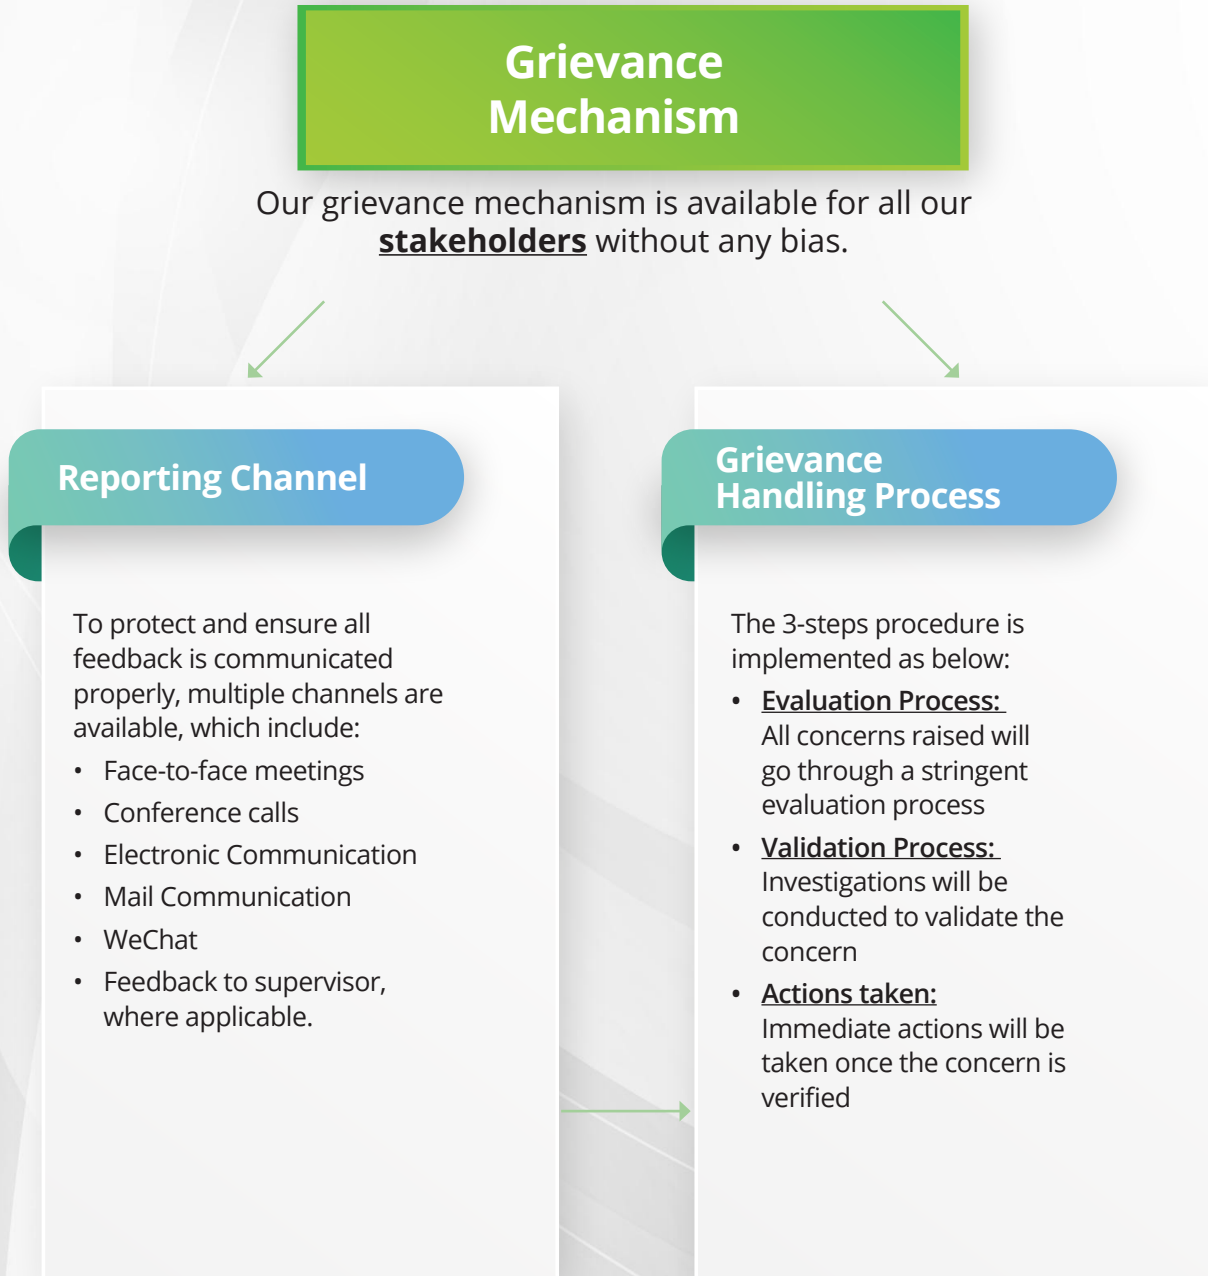 Grievance
Mechanism
Our grievance mechanism is available for all our
stakeholders without any bias.
Reporting Channel
To protect and ensure all
feedback is communicated
properly, multiple channels are
available, which include:
• Face-to-face meetings
• Conference calls
• Electronic Communication
• Mail Communication
• WeChat
• Feedback to supervisor,
where applicable.
Grievance
Handling Process
The 3-steps procedure is
implemented as below:
• Evaluation Process:
All concerns raised will
go through a stringent
evaluation process
• Validation Process:
Investigations will be
conducted to validate the
concern
• Actions taken:
Immediate actions will be
taken once the concern is
verified